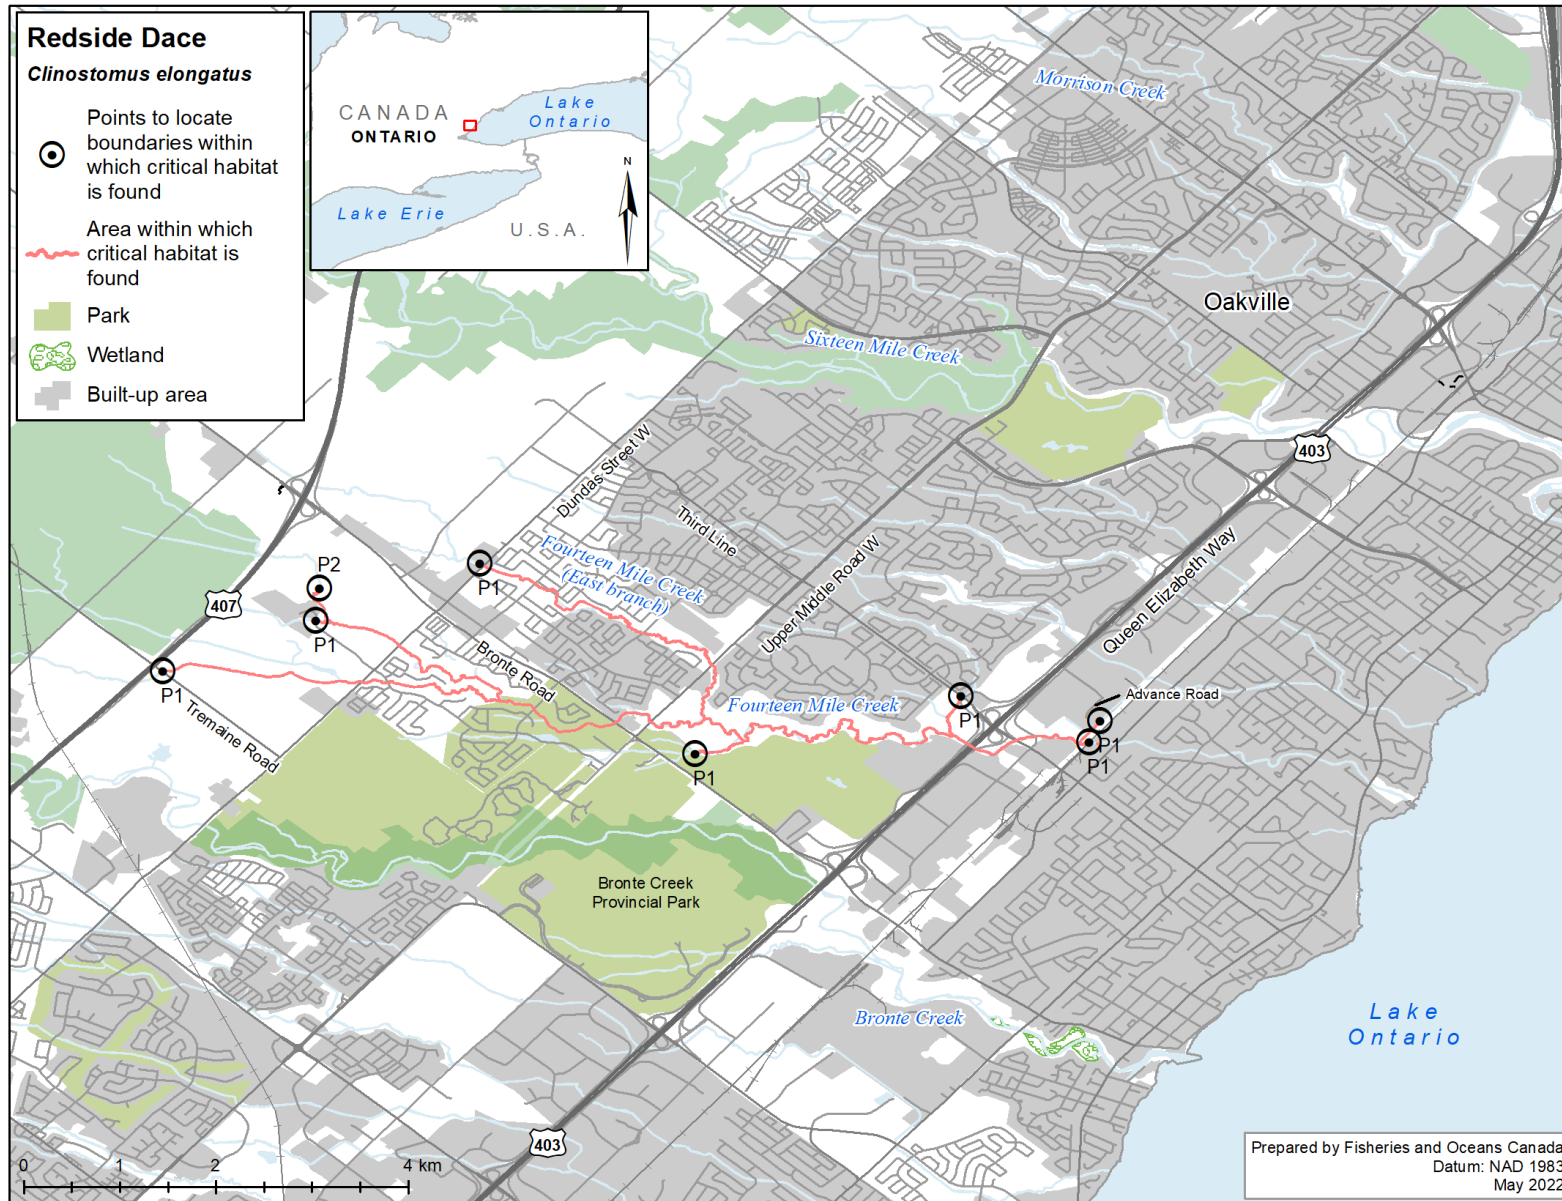 Redside Dace
Clinostomus elongatus
Points to locate
boundaries within
which critical habitat
is found
Area within which
critical habitat is
found
Park
Wetland
Built-up area
CANADA
ONTARIO
Lake
Ontario
Lake Erie
U.S.A.
N
Morrison Creek
Oakville
Sixteen Mile Creek
403
Dundas Street W
Third Line
Fourteen Mile Creek
(East branch)
Upper Middle Road W
Queen Elizabeth Way
P2
P1
P1
407
P1
Bronte Road
Tremaine Road
Fourteen Mile Creek
P1
Advance Road
P1
P1
P1
Bronte Creek
Provincial Park
Bronte Creek
Lake
Ontario
403
0 1 2 4 km
Prepared by Fisheries and Oceans Canada
Datum: NAD 1983
May 2022